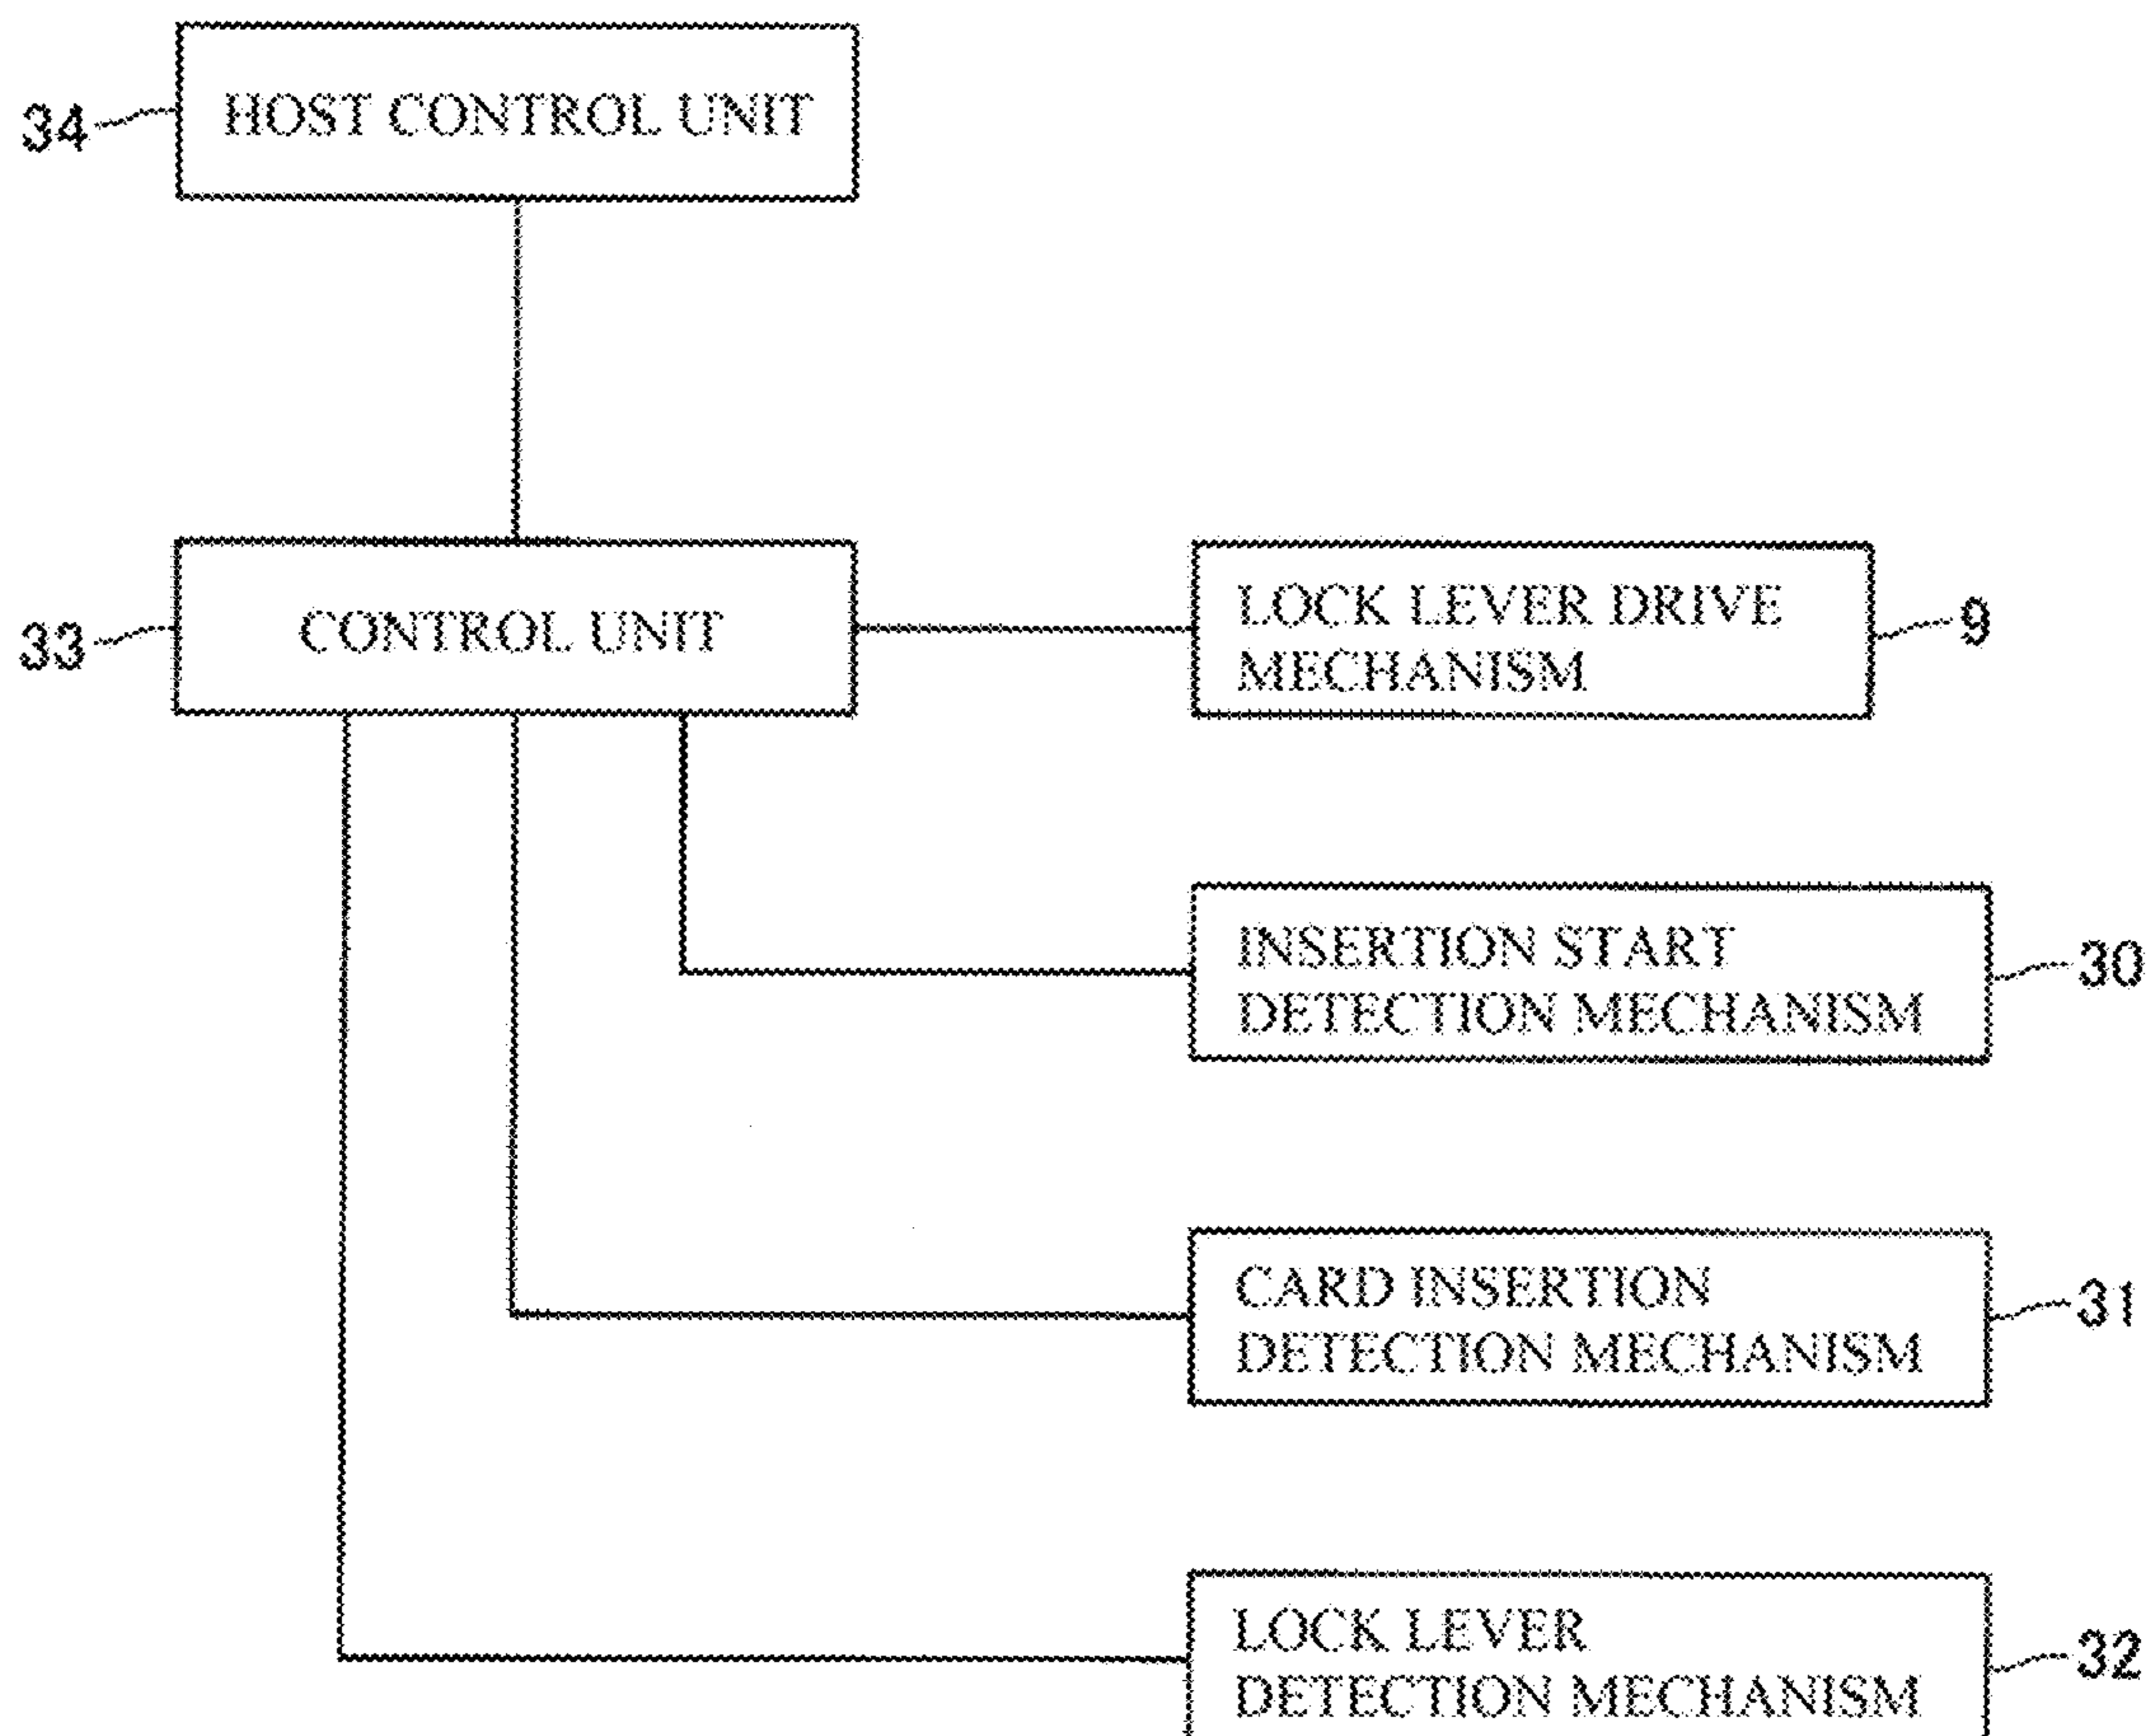 34
HOST CONTROL UNIT
33
CONTROL UNIT
LOCK LEVER DRIVE
MECHANISM
9
INSERTION START
DETECTION MECHANISM
30
CARD INSERTION
DETECTION MECHANISM
31
LOCK LEVER
DETECTION MECHANISM
32